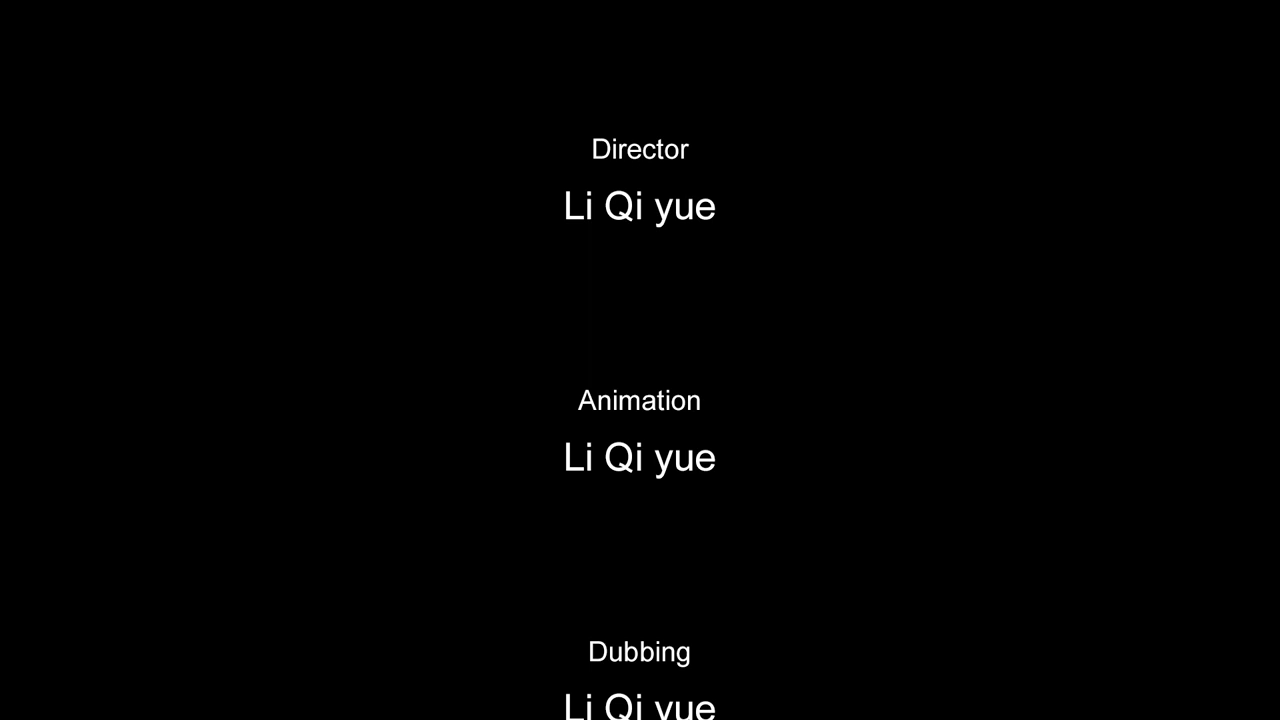 Director
Li Qi yue
Animation
Li Qi yue
Dubbing
Li Qi yue